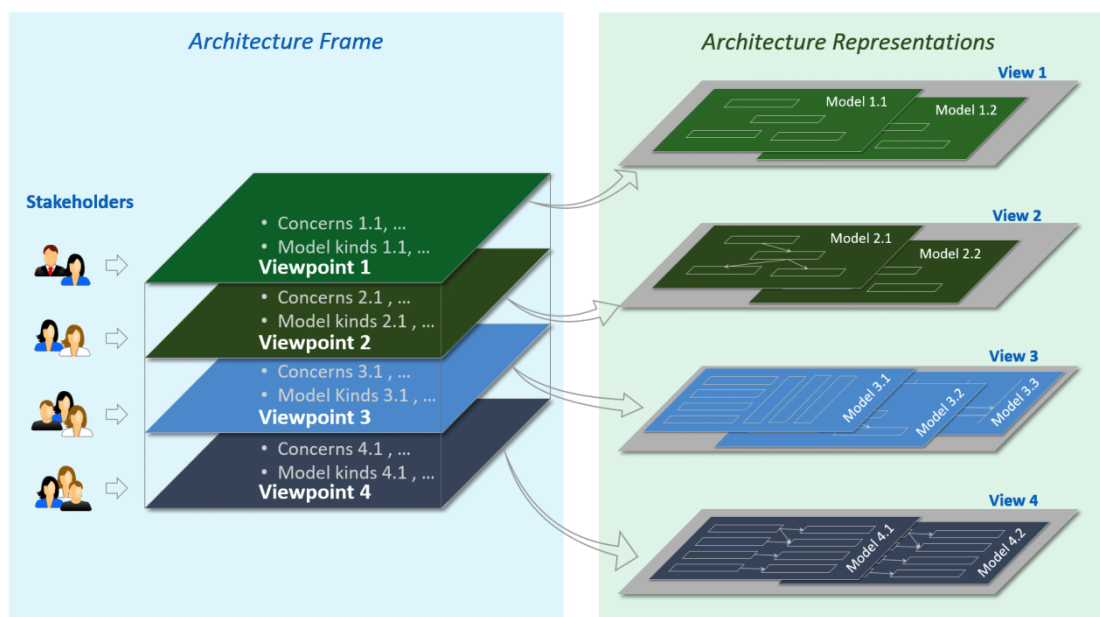 Architecture Frame
Stakeholders
• Concerns 1.1, ...
• Model kinds 1.1, ...
Viewpoint 1
• Concerns 2.1 , ...
• Model kinds 2.1 , ...
Viewpoint 2
• Concerns 3.1 , ...
• Model Kinds 3.1 , ...
Viewpoint 3
• Concerns 4.1 , ...
• Model kinds 4.1 , ...
Viewpoint 4
Architecture Representations
View 1
Model 1.1
Model 1.2
View 2
Model 2.1
Model 2.2
View 3
Model 3.1
Model 3.2
Model 3.3
View 4
Model 4.1
Model 4.2